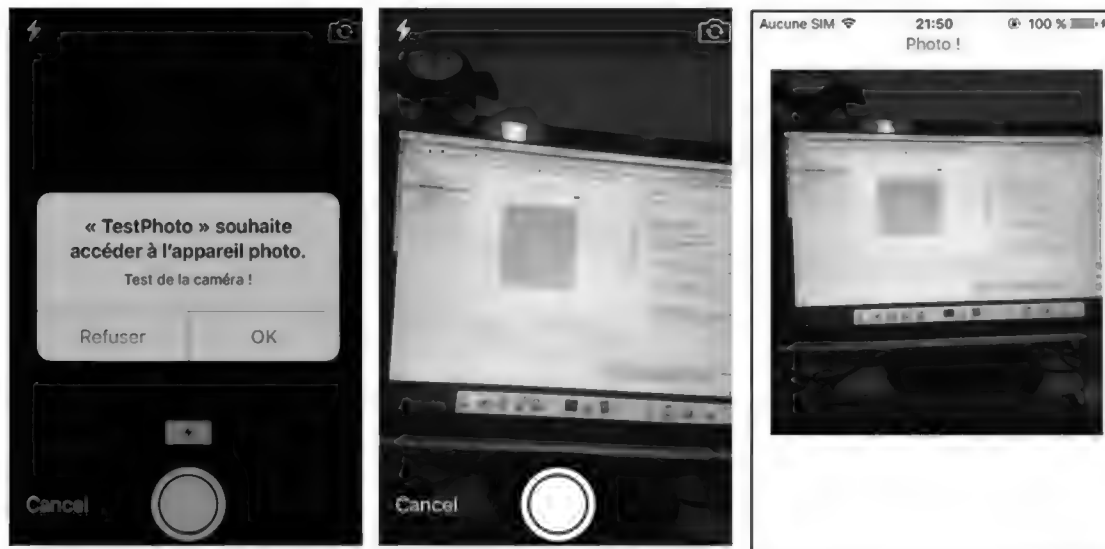 « TestPhoto » souhaite
accéder à l'appareil photo.
Test de la caméra !
Refuser
OK
Cancel
Cancel
Aucune SIM 21:50 100 %
Photo !